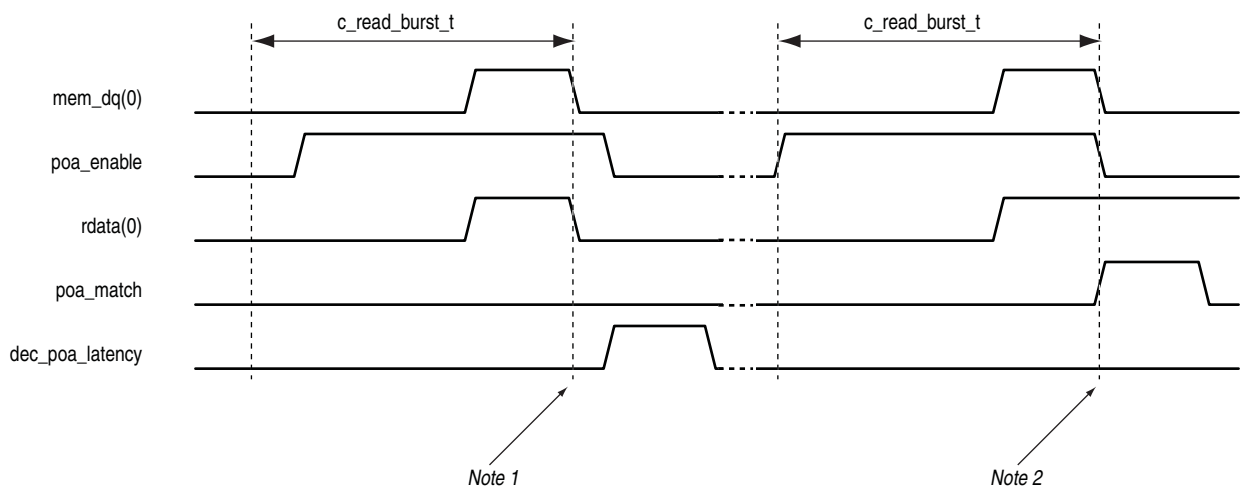 c_read_burst_t c_read_burst_t
mem_dq(0)
poa_enable
rdata(0)
poa_match
dec_poa_latency
Note 1 Note 2